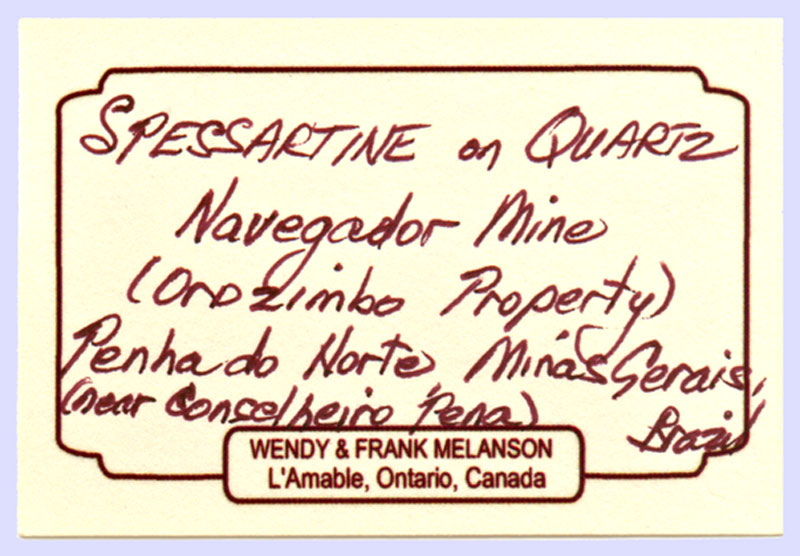 SPESSARTINE on QUARTZ
Navegador Mine
(Orozimbo Property)
Penha do Norte Minas Gerais,
(near Conselheiro Pena) Brazil
WENDY & FRANK MELANSON
L'Amable, Ontario, Canada